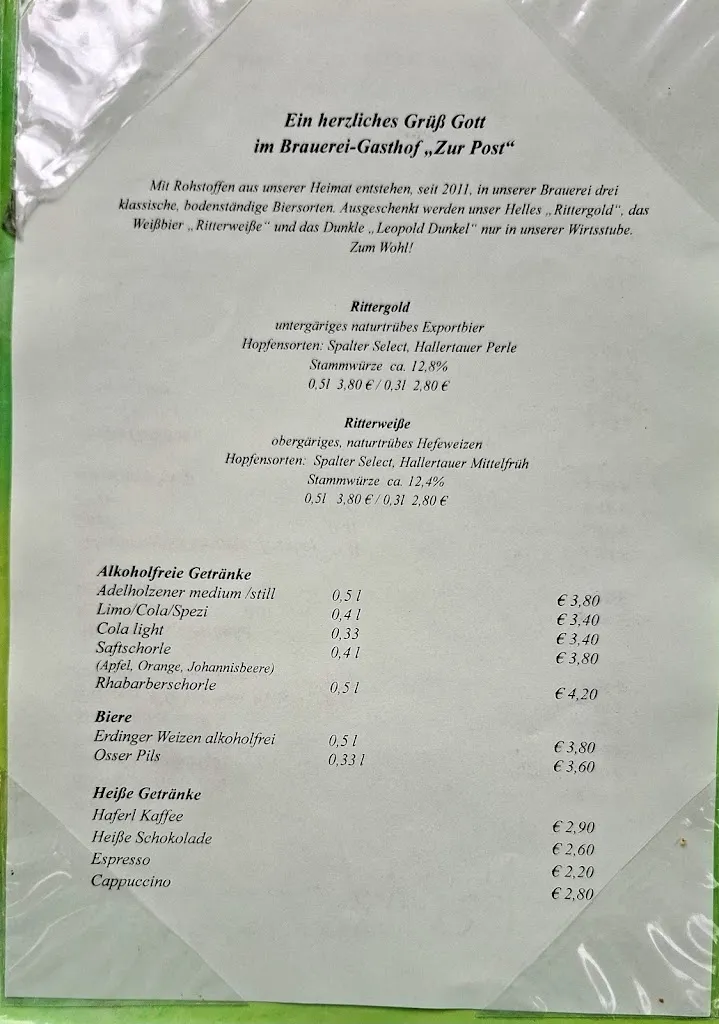 Ein herzliches Grüß Gott
im Brauerei-Gasthof „Zur Post“
Mit Rohstoffen aus unserer Heimat entstehen, seit 2011, in unserer Brauerei drei
klassische, bodenständige Biersorten. Ausgeschenkt werden unser Helles „Rittergold“, das
Weißbier „Ritterweiße“ und das Dunkle „Leopold Dunkel“ nur in unserer Wirtsstube.
Zum Wohl!
Rittergold
untergäriges naturtrübes Exportbier
Hopfensorten: Spalter Select, Hallertauer Perle
Stammwürze ca. 12,8%
0,5l 3,80 € / 0,3l 2,80 €
Ritterweiße
obergäriges, naturtrübes Hefeweizen
Hopfensorten: Spalter Select, Hallertauer Mittelfrüh
Stammwürze ca. 12,4%
0,5l 3,80 € / 0,3l 2,80 €
Alkoholfreie Getränke
Adelholzener medium /still 0,5 l € 3,80
Limo/Cola/Spezi 0,4 l € 3,40
Cola light 0,33 € 3,40
Saftschorle 0,4 l € 3,80
(Apfel, Orange, Johannisbeere)
Rhabarberschorle 0,5 l € 4,20
Biere
Erdinger Weizen alkoholfrei 0,5 l € 3,80
Osser Pils 0,33 l € 3,60
Heiße Getränke
Haferl Kaffee € 2,90
Heiße Schokolade € 2,60
Espresso € 2,20
Cappuccino € 2,80